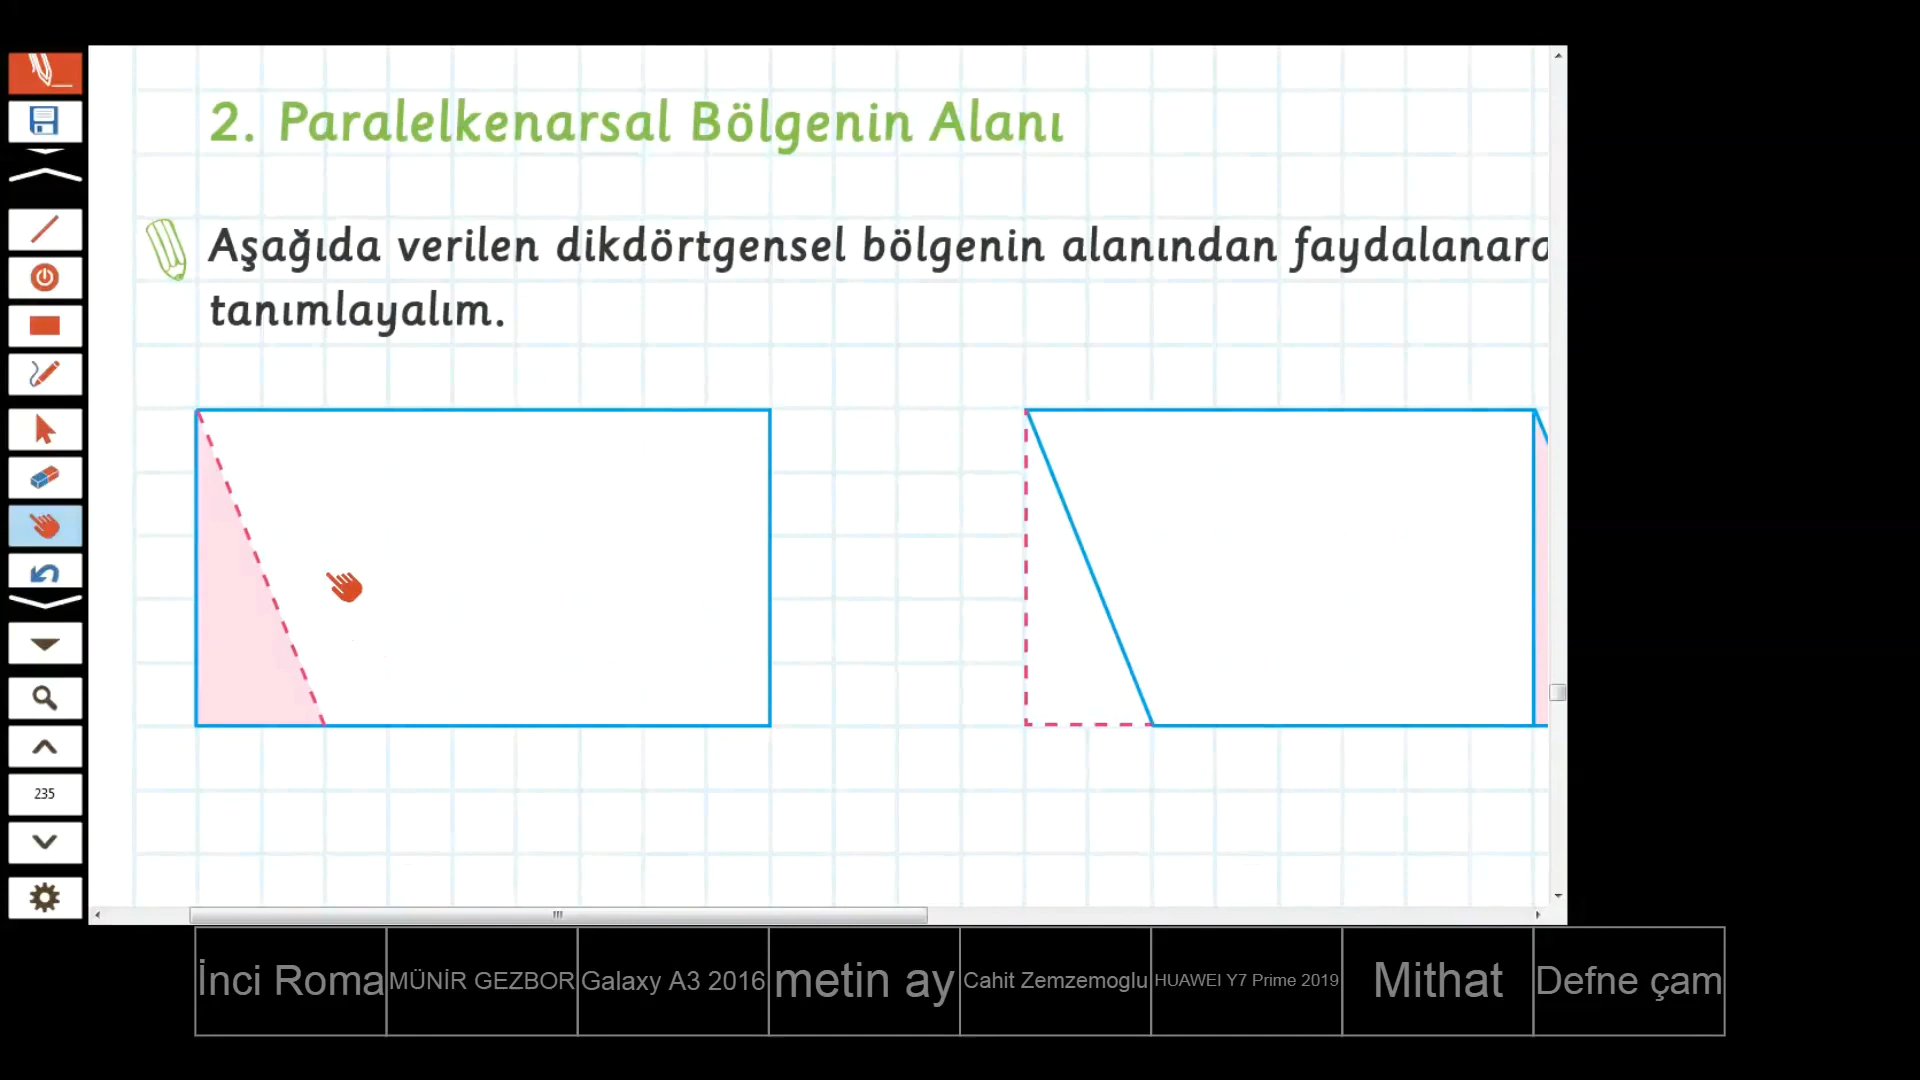 2. Paralelkenarsal Bölgenin Alanı
Aşağıda verilen dikdörtgensel bölgenin alanından
tanımlayalım.
235
İnci Roma
MÜNİR GEZBOR
Galaxy A3 2016
metin ay
Cahit Zemzemoglu
HUAWEI Y7 Prime 2019
Mithat
Defne çam